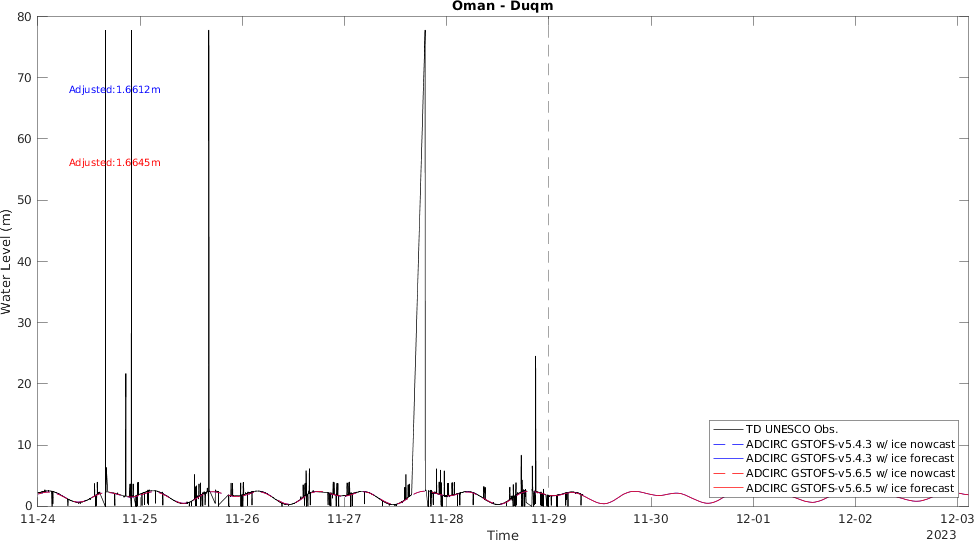 Oman - Duqm
80
70
60
50
40
30
20
10
0
Water Level (m)
Adjusted:1.6612m
Adjusted:1.6645m
TD UNESCO Obs.
ADCIRC GSTOFS-v5.4.3 w/ ice nowcast
ADCIRC GSTOFS-v5.4.3 w/ ice forecast
ADCIRC GSTOFS-v5.6.5 w/ ice nowcast
ADCIRC GSTOFS-v5.6.5 w/ ice forecast
11-24 11-25 11-26 11-27 11-28 11-29 11-30 12-01 12-02 12-03
Time
2023